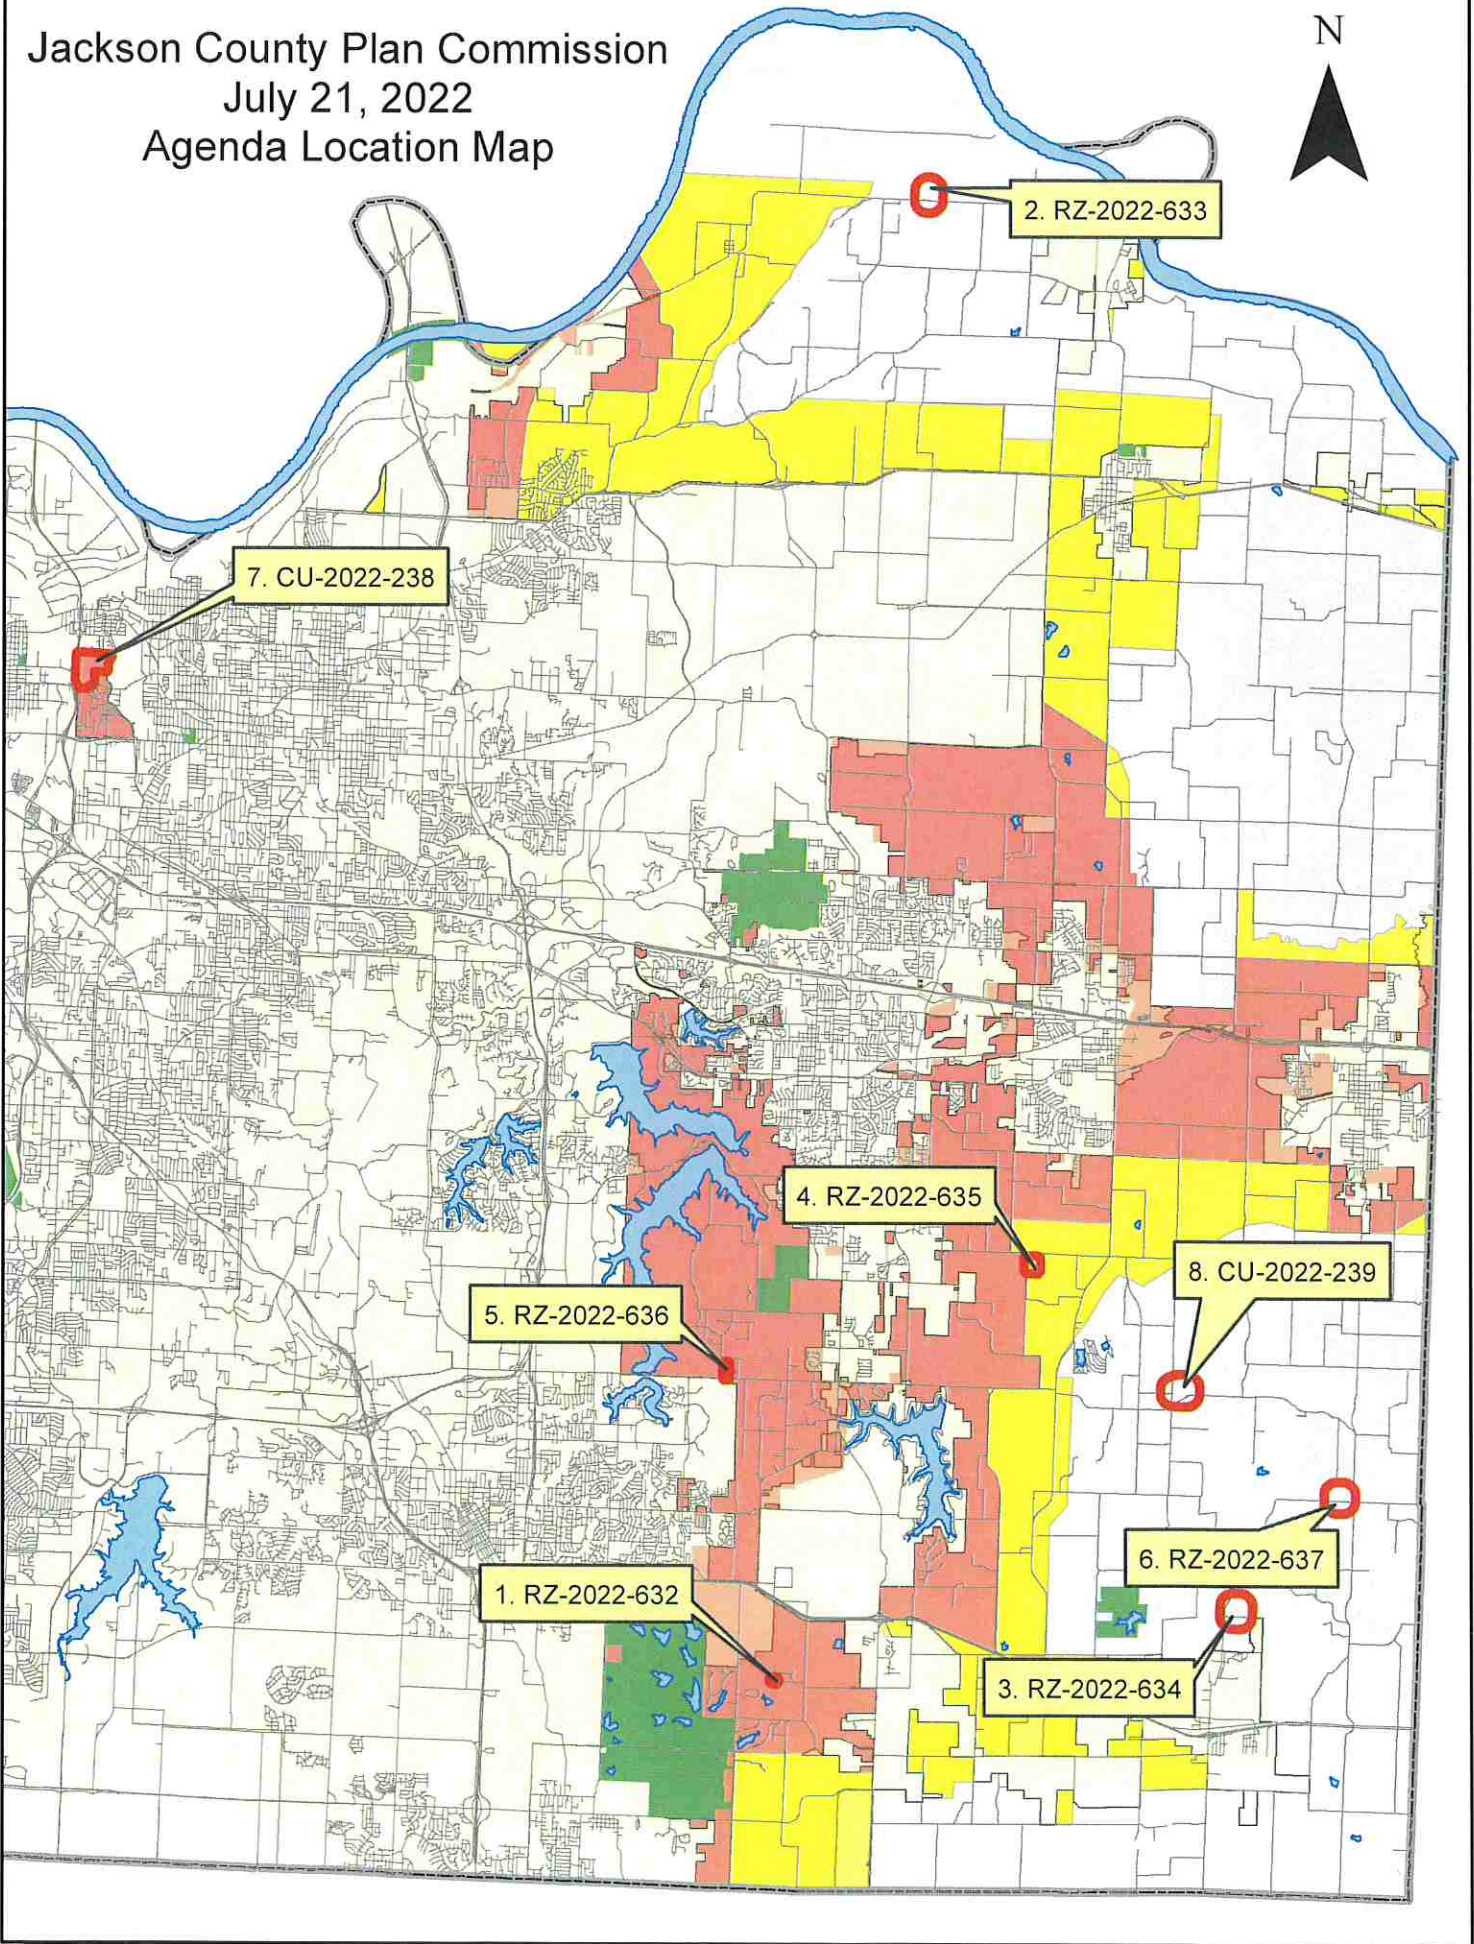 Jackson County Plan Commission
July 21, 2022
Agenda Location Map
N
2. RZ-2022-633
7. CU-2022-238
4. RZ-2022-635
8. CU-2022-239
5. RZ-2022-636
6. RZ-2022-637
1. RZ-2022-632
3. RZ-2022-634